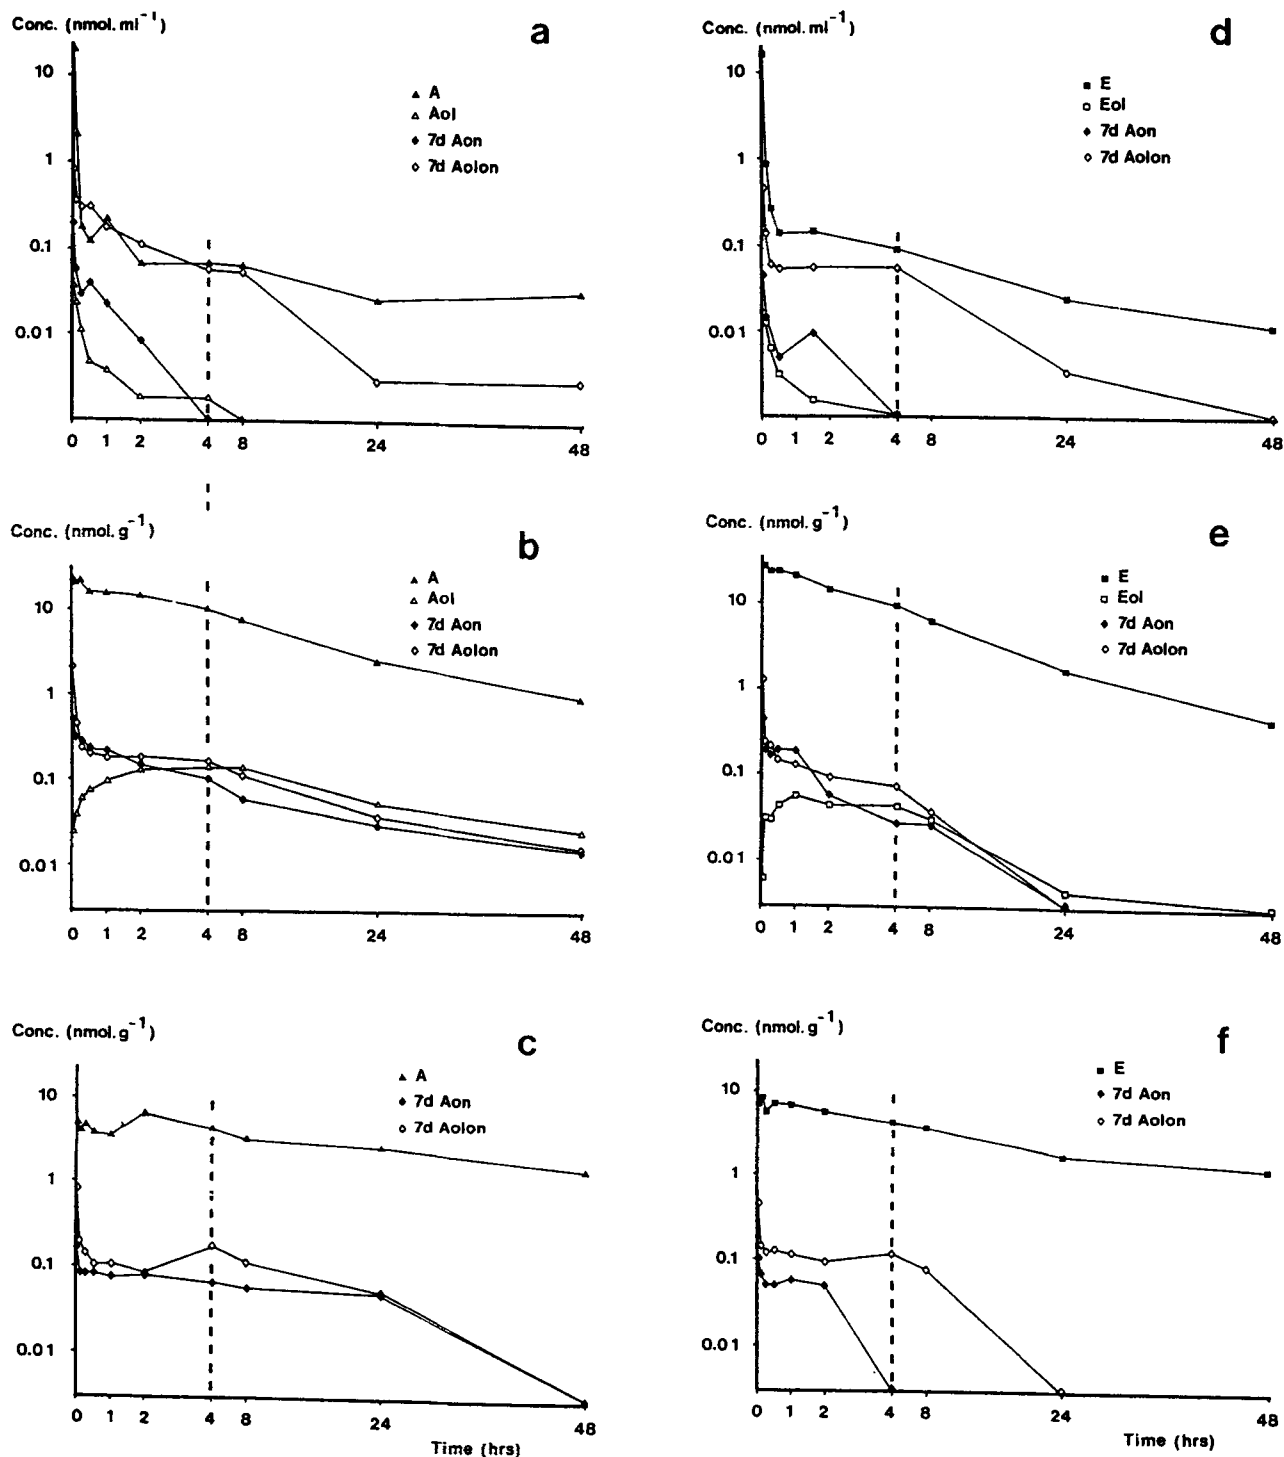 Conc. (nmol. ml⁻¹)
a
10
1
0.1
0.01
A
Aol
7d Aon
7d Aolon
0 1 2 4 8 24 48
Conc. (nmol. ml⁻¹)
d
1
10
0.1
0.01
E
Eol
7d Aon
7d Aolon
0 1 2 4 8 24 48
Conc. (nmol. g⁻¹)
b
10
1
0.1
0.01
A
Aol
7d Aon
7d Aolon
0 1 2 4 8 24 48
Conc. (nmol. g⁻¹)
e
10
1
0.1
0.01
E
Eol
7d Aon
7d Aolon
0 1 2 4 8 24 48
Conc. (nmol. g⁻¹)
c
10
1
0.1
0.01
A
7d Aon
7d Aolon
0 1 2 4 8 24 48
Time (hrs)
Conc. (nmol. g⁻¹)
f
10
1
0.1
0.01
E
7d Aon
7d Aolon
0 1 2 4 8 24 48
Time (hrs)